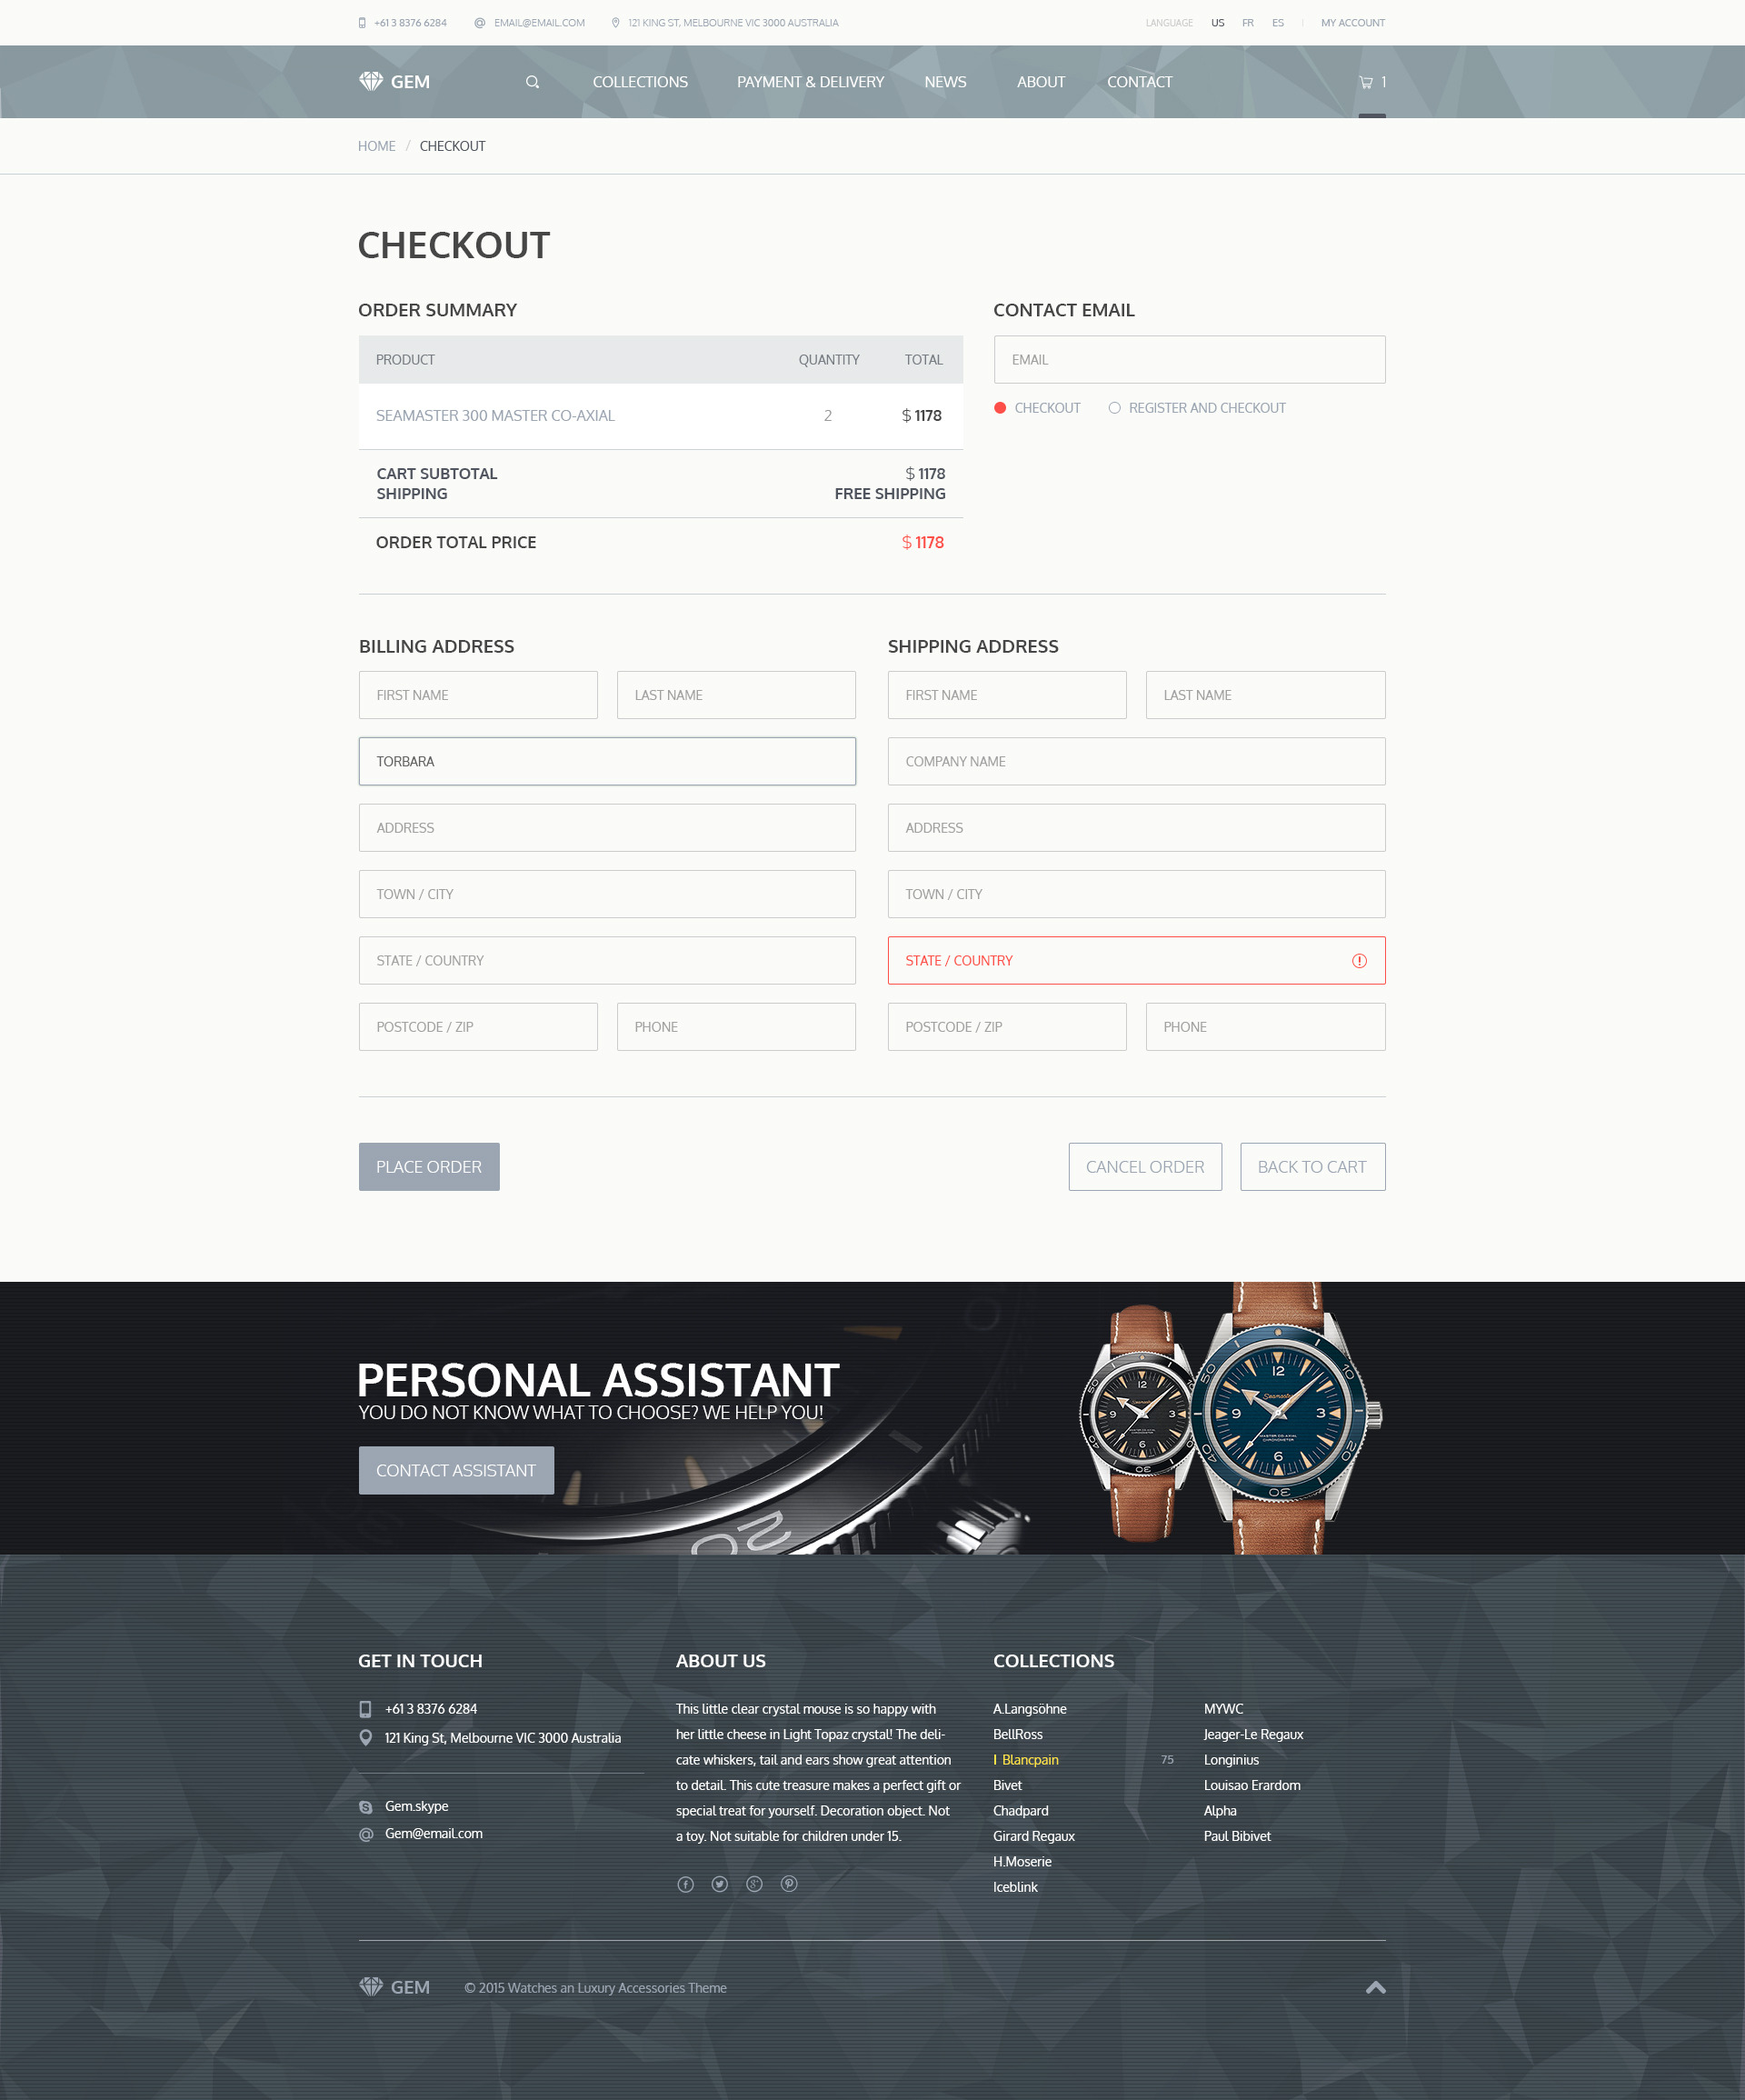 +61 3 8376 6284 EMAIL@EMAIL.COM 121 KING ST, MELBOURNE VIC 3000 AUSTRALIA LANGUAGE US FR ES | MY ACCOUNT
GEM COLLECTIONS PAYMENT & DELIVERY NEWS ABOUT CONTACT 1
HOME / CHECKOUT
CHECKOUT
ORDER SUMMARY
PRODUCT QUANTITY TOTAL
SEAMASTER 300 MASTER CO-AXIAL 2 $ 1178
CART SUBTOTAL $ 1178
SHIPPING FREE SHIPPING
ORDER TOTAL PRICE $ 1178
CONTACT EMAIL
EMAIL
CHECKOUT REGISTER AND CHECKOUT
BILLING ADDRESS
FIRST NAME LAST NAME
TORBARA
ADDRESS
TOWN / CITY
STATE / COUNTRY
POSTCODE / ZIP PHONE
SHIPPING ADDRESS
FIRST NAME LAST NAME
COMPANY NAME
ADDRESS
TOWN / CITY
STATE / COUNTRY
POSTCODE / ZIP PHONE
PLACE ORDER CANCEL ORDER BACK TO CART
PERSONAL ASSISTANT
YOU DO NOT KNOW WHAT TO CHOOSE? WE HELP YOU!
CONTACT ASSISTANT
GET IN TOUCH
+61 3 8376 6284
121 King St, Melbourne VIC 3000 Australia
Gem.skype
Gem@email.com
ABOUT US
This little clear crystal mouse is so happy with
her little cheese in Light Topaz crystal! The deli-
cate whiskers, tail and ears show great attention
to detail. This cute treasure makes a perfect gift or
special treat for yourself. Decoration object. Not
a toy. Not suitable for children under 15.
COLLECTIONS
A.Langsöhne
BellRoss
Blancpain 75
Bivet
Chadpard
Girard Regaux
H.Moserie
Iceblink
MYWC
Jeager-Le Regaux
Longinius
Louisao Erardom
Alpha
Paul Bibivet
GEM © 2015 Watches an Luxury Accessories Theme